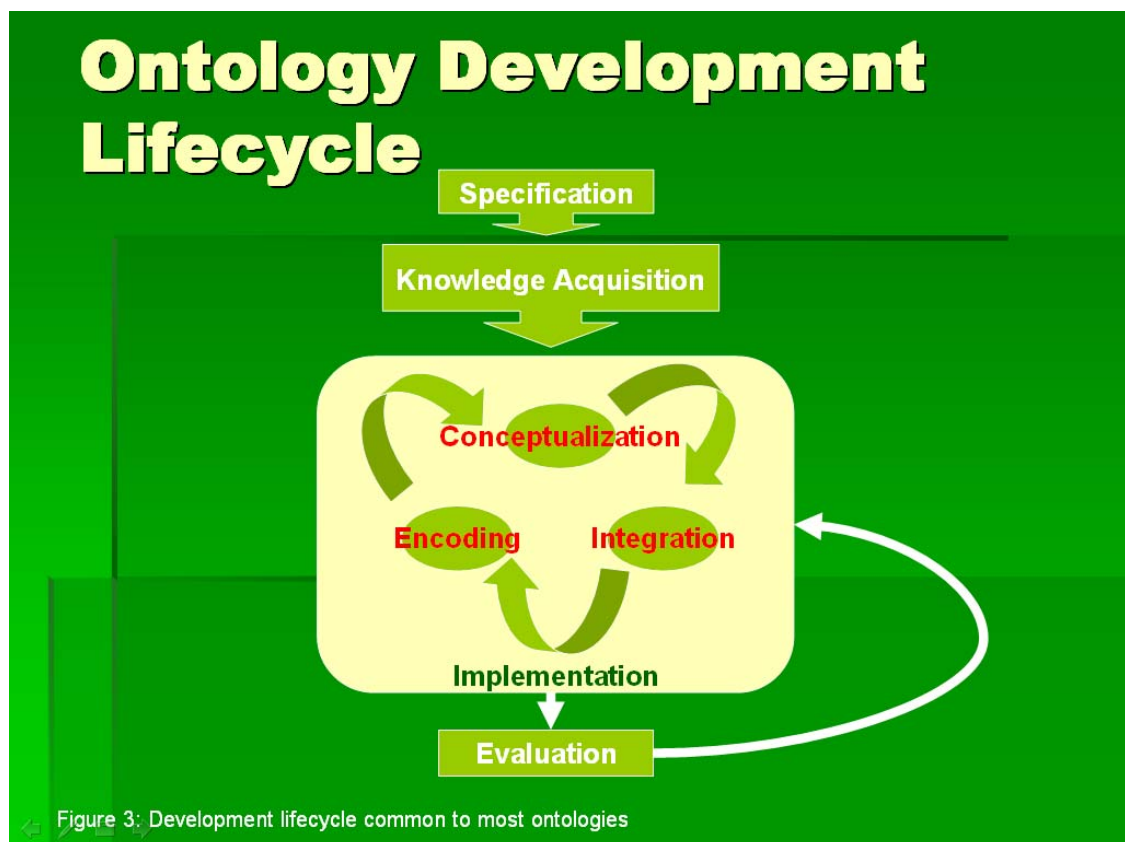 Ontology Development
Lifecycle
Specification
Knowledge Acquisition
Conceptualization
Encoding
Integration
Implementation
Evaluation
Figure 3: Development lifecycle common to most ontologies